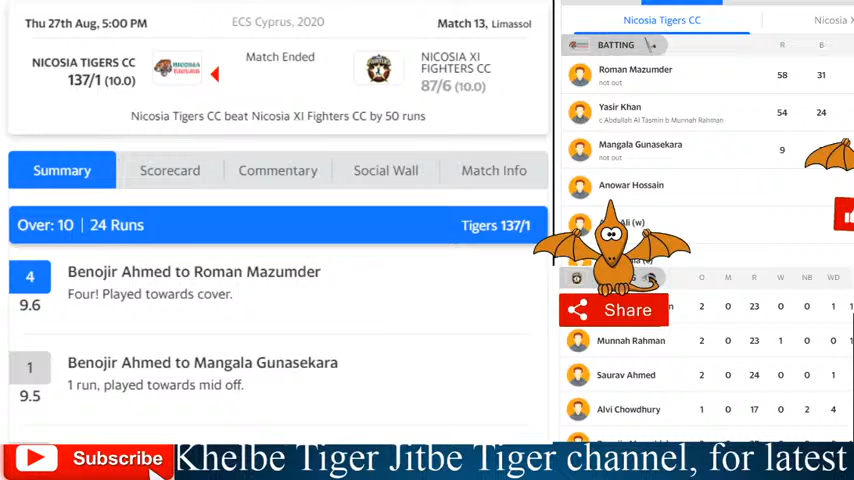 Thu 27th Aug, 5:00 PM
ECS Cyprus, 2020
Match 13, Limassol
NICOSIA TIGERS CC
137/1 (10.0)
Match Ended
NICOSIA XI
FIGHTERS CC
87/6 (10.0)
Nicosia Tigers CC beat Nicosia XI Fighters CC by 50 runs
Summary
Scorecard
Commentary
Social Wall
Match Info
Over: 10 | 24 Runs
Tigers 137/1
4
Benojir Ahmed to Roman Mazumder
Four! Played towards cover.
9.6
1
Benojir Ahmed to Mangala Gunasekara
1 run, played towards mid off.
9.5
Nicosia Tigers CC
Nicosia X
BATTING R B
Roman Mazumder 58 31
not out
Yasir Khan 54 24
c Abdullah Al Tasmin b Munnah Rahman
Mangala Gunasekara 9
not out
Anowar Hossain
Ali (w)
O M R W NB WD
2 0 23 0 0 1
Share
Munnah Rahman 2 0 23 1 0 0
Saurav Ahmed 2 0 24 0 0 1
Alvi Chowdhury 1 0 17 0 2 4
Subscribe
Khelbe Tiger Jitbe Tiger channel, for latest